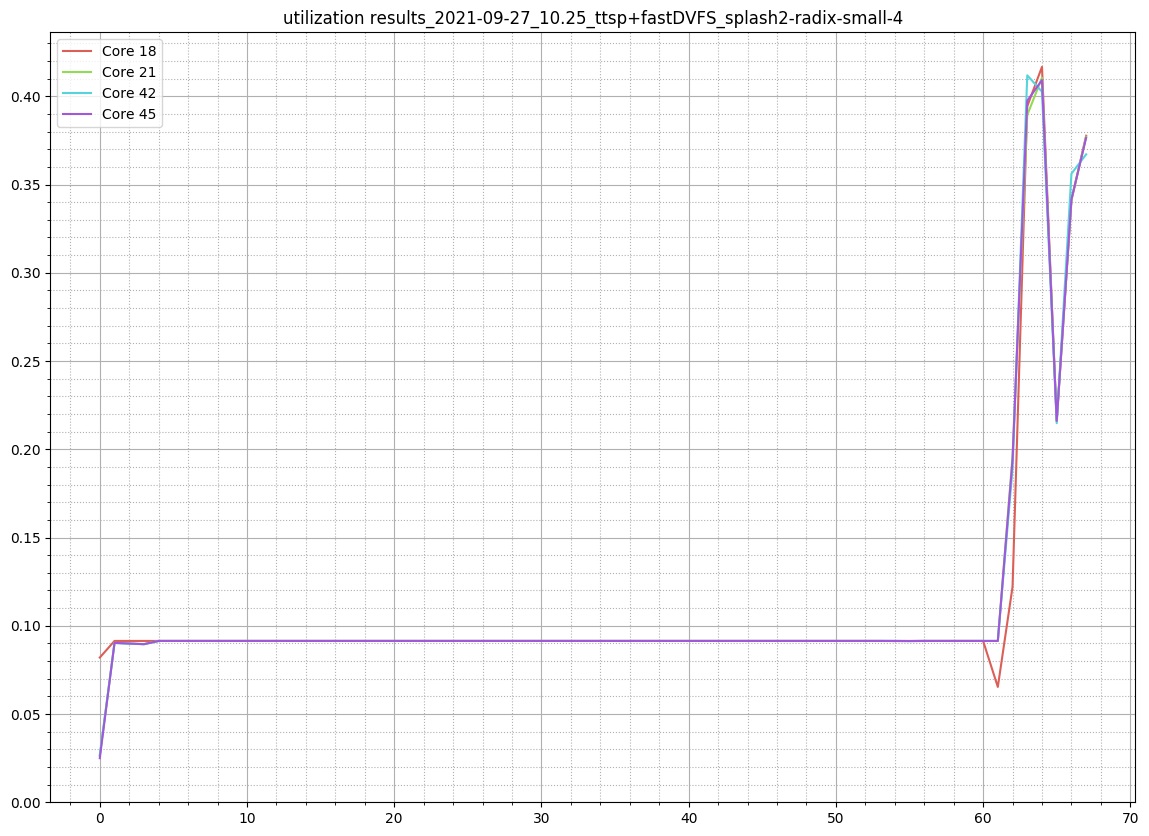 utilization results_2021-09-27_10.25_ttsp+fastDVFS_splash2-radix-small-4
Core 18
Core 21
Core 42
Core 45
0.40
0.35
0.30
0.25
0.20
0.15
0.10
0.05
0.00
0 10 20 30 40 50 60 70